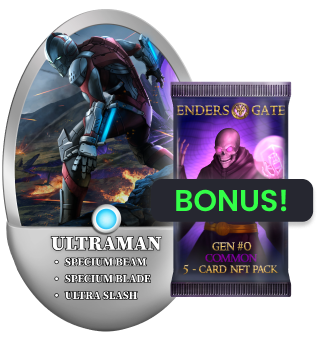 ENDERS GATE
BONUS!
ULTRAMAN
• SPECIUM BEAM
• SPECIUM BLADE
• ULTRA SLASH
GEN #0
COMMON
5 - CARD NFT PACK